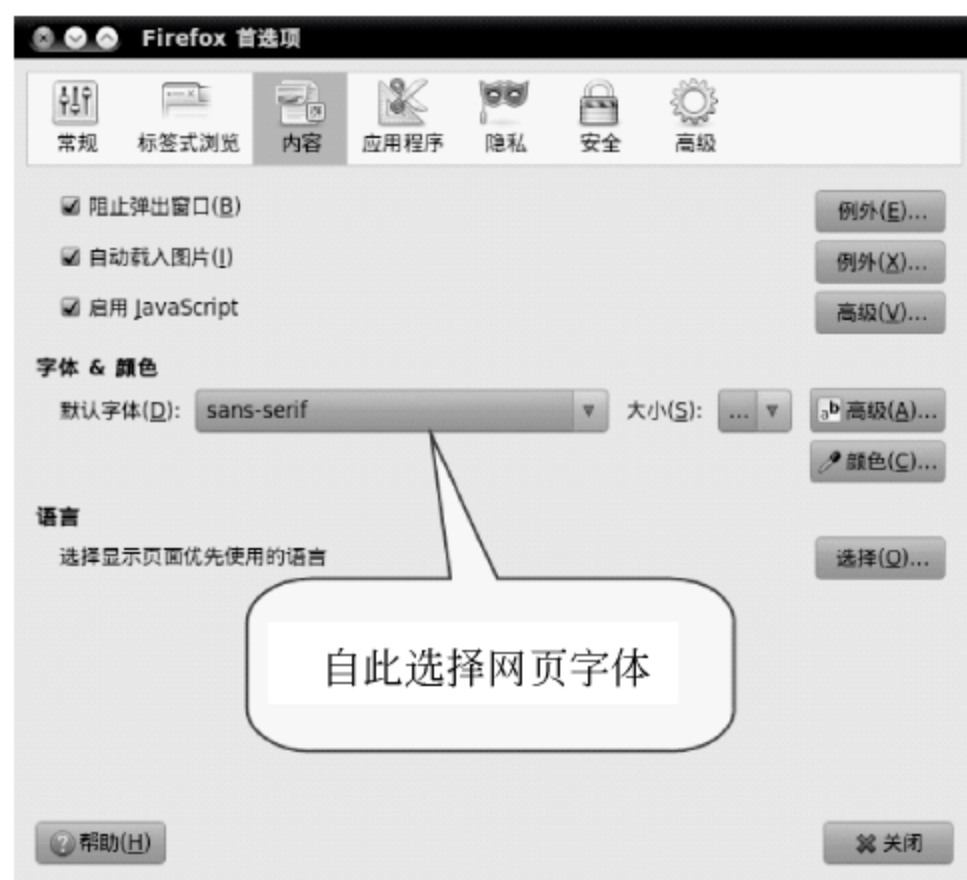 Firefox 首选项
常规 标签式浏览 内容 应用程序 隐私 安全 高级
阻止弹出窗口(B) 例外(E)...
自动载入图片(I) 例外(X)...
启用 JavaScript 高级(V)...
字体 & 颜色
默认字体(D): sans-serif 大小(S): ... ab 高级(A)...
颜色(C)...
语言
选择显示页面优先使用的语言 选择(O)...
自此选择网页字体
帮助(H) 关闭